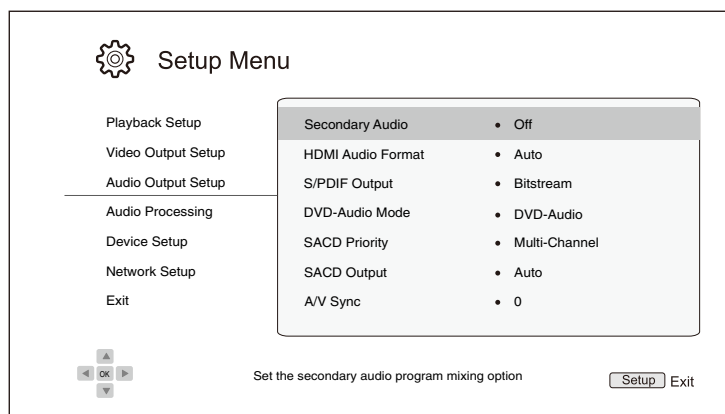 Setup Menu
Playback Setup
Video Output Setup
Audio Output Setup
Audio Processing
Device Setup
Network Setup
Exit
Secondary Audio • Off
HDMI Audio Format • Auto
S/PDIF Output • Bitstream
DVD-Audio Mode • DVD-Audio
SACD Priority • Multi-Channel
SACD Output • Auto
A/V Sync • 0
OK
Set the secondary audio program mixing option
Setup Exit